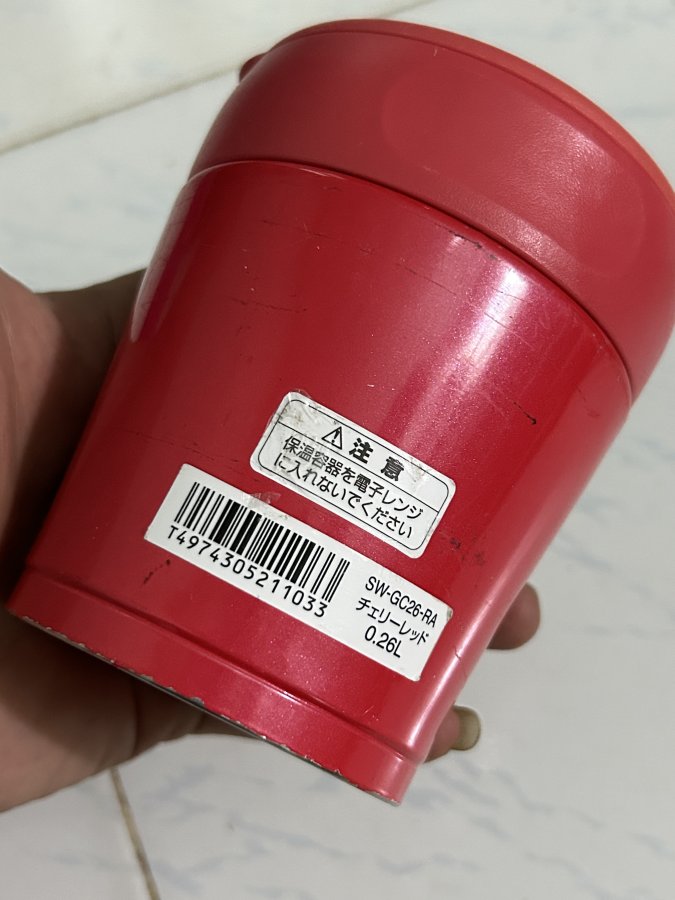 ⚠注意
保温容器を電子レンジ
に入れないでください
T4974305211033
SW-GC26-RA
チェリーレッド
0.26L